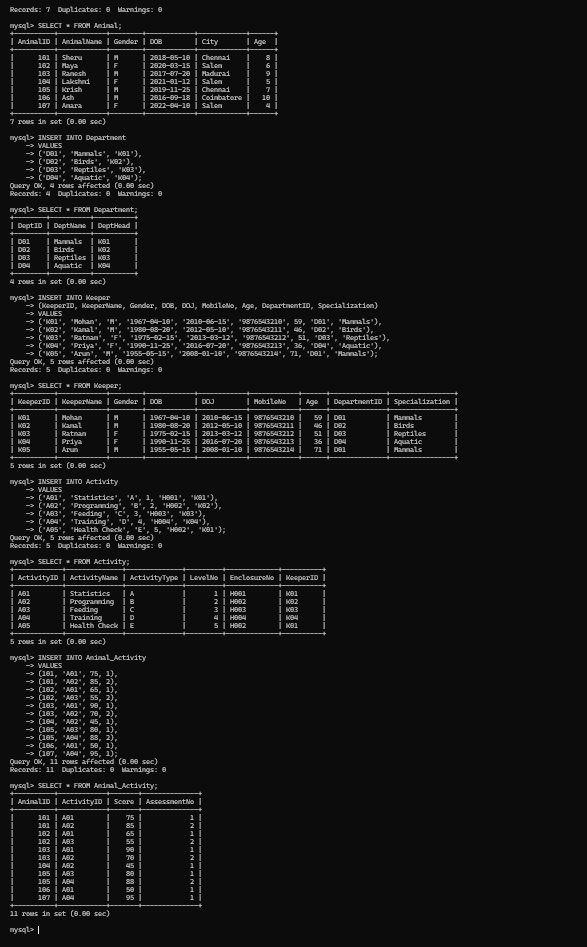 Records: 7  Duplicates: 0  Warnings: 0

mysql> SELECT * FROM Animal;
+----------+------------+--------+------------+------------+------+
| AnimalID | AnimalName | Gender | DOB        | City       | Age  |
+----------+------------+--------+------------+------------+------+
|      101 | Sheru      | M      | 2018-05-10 | Chennai    |    8 |
|      102 | Maya       | F      | 2020-03-15 | Salem      |    6 |
|      103 | Ramesh     | M      | 2017-07-20 | Madurai    |    9 |
|      104 | Lakshmi    | F      | 2021-01-12 | Salem      |    5 |
|      105 | Krish      | M      | 2019-11-25 | Chennai    |    7 |
|      106 | Ash        | M      | 2016-09-18 | Coimbatore |   10 |
|      107 | Amara      | F      | 2022-04-10 | Salem      |    4 |
+----------+------------+--------+------------+------------+------+
7 rows in set (0.00 sec)

mysql> INSERT INTO Department
    -> VALUES
    -> ('D01', 'Mammals', 'K01'),
    -> ('D02', 'Birds', 'K02'),
    -> ('D03', 'Reptiles', 'K03'),
    -> ('D04', 'Aquatic', 'K04');
Query OK, 4 rows affected (0.00 sec)
Records: 4  Duplicates: 0  Warnings: 0

mysql> SELECT * FROM Department;
+--------+----------+----------+
| DeptID | DeptName | DeptHead |
+--------+----------+----------+
| D01    | Mammals  | K01      |
| D02    | Birds    | K02      |
| D03    | Reptiles | K03      |
| D04    | Aquatic  | K04      |
+--------+----------+----------+
4 rows in set (0.00 sec)

mysql> INSERT INTO Keeper
    -> (KeeperID, KeeperName, Gender, DOB, DOJ, MobileNo, Age, DepartmentID, Specialization)
    -> VALUES
    -> ('K01', 'Mohan', 'M', '1967-04-10', '2010-06-15', '9876543210', 59, 'D01', 'Mammals'),
    -> ('K02', 'Kamal', 'M', '1980-08-20', '2012-05-10', '9876543211', 46, 'D02', 'Birds'),
    -> ('K03', 'Ratnam', 'F', '1975-02-15', '2013-03-12', '9876543212', 51, 'D03', 'Reptiles'),
    -> ('K04', 'Priya', 'F', '1990-11-25', '2016-07-20', '9876543213', 36, 'D04', 'Aquatic'),
    -> ('K05', 'Arun', 'M', '1955-05-15', '2008-01-10', '9876543214', 71, 'D01', 'Mammals');
Query OK, 5 rows affected (0.00 sec)
Records: 5  Duplicates: 0  Warnings: 0

mysql> SELECT * FROM Keeper;
+----------+------------+--------+------------+------------+------------+------+--------------+----------------+
| KeeperID | KeeperName | Gender | DOB        | DOJ        | MobileNo   | Age  | DepartmentID | Specialization |
+----------+------------+--------+------------+------------+------------+------+--------------+----------------+
| K01      | Mohan      | M      | 1967-04-10 | 2010-06-15 | 9876543210 |   59 | D01          | Mammals        |
| K02      | Kamal      | M      | 1980-08-20 | 2012-05-10 | 9876543211 |   46 | D02          | Birds          |
| K03      | Ratnam     | F      | 1975-02-15 | 2013-03-12 | 9876543212 |   51 | D03          | Reptiles       |
| K04      | Priya      | F      | 1990-11-25 | 2016-07-20 | 9876543213 |   36 | D04          | Aquatic        |
| K05      | Arun       | M      | 1955-05-15 | 2008-01-10 | 9876543214 |   71 | D01          | Mammals        |
+----------+------------+--------+------------+------------+------------+------+--------------+----------------+
5 rows in set (0.00 sec)

mysql> INSERT INTO Activity
    -> VALUES
    -> ('A01', 'Statistics', 'A', 1, 'H001', 'K01'),
    -> ('A02', 'Programming', 'B', 2, 'H002', 'K02'),
    -> ('A03', 'Feeding', 'C', 3, 'H003', 'K03'),
    -> ('A04', 'Training', 'D', 4, 'H004', 'K04'),
    -> ('A05', 'Health Check', 'E', 5, 'H002', 'K01');
Query OK, 5 rows affected (0.00 sec)
Records: 5  Duplicates: 0  Warnings: 0

mysql> SELECT * FROM Activity;
+------------+--------------+--------------+---------+-------------+----------+
| ActivityID | ActivityName | ActivityType | LevelNo | EnclosureNo | KeeperID |
+------------+--------------+--------------+---------+-------------+----------+
| A01        | Statistics   | A            |       1 | H001        | K01      |
| A02        | Programming  | B            |       2 | H002        | K02      |
| A03        | Feeding      | C            |       3 | H003        | K03      |
| A04        | Training     | D            |       4 | H004        | K04      |
| A05        | Health Check | E            |       5 | H002        | K01      |
+------------+--------------+--------------+---------+-------------+----------+
5 rows in set (0.00 sec)

mysql> INSERT INTO Animal_Activity
    -> VALUES
    -> (101, 'A01', 75, 1),
    -> (101, 'A02', 85, 2),
    -> (102, 'A01', 65, 1),
    -> (102, 'A03', 55, 2),
    -> (103, 'A01', 90, 1),
    -> (103, 'A02', 70, 2),
    -> (104, 'A02', 45, 1),
    -> (105, 'A03', 80, 1),
    -> (105, 'A04', 88, 2),
    -> (106, 'A01', 50, 1),
    -> (107, 'A04', 95, 1);
Query OK, 11 rows affected (0.00 sec)
Records: 11  Duplicates: 0  Warnings: 0

mysql> SELECT * FROM Animal_Activity;
+----------+------------+-------+--------------+
| AnimalID | ActivityID | Score | AssessmentNo |
+----------+------------+-------+--------------+
|      101 | A01        |    75 |            1 |
|      101 | A02        |    85 |            2 |
|      102 | A01        |    65 |            1 |
|      102 | A03        |    55 |            2 |
|      103 | A01        |    90 |            1 |
|      103 | A02        |    70 |            2 |
|      104 | A02        |    45 |            1 |
|      105 | A03        |    80 |            1 |
|      105 | A04        |    88 |            2 |
|      106 | A01        |    50 |            1 |
|      107 | A04        |    95 |            1 |
+----------+------------+-------+--------------+
11 rows in set (0.00 sec)

mysql>